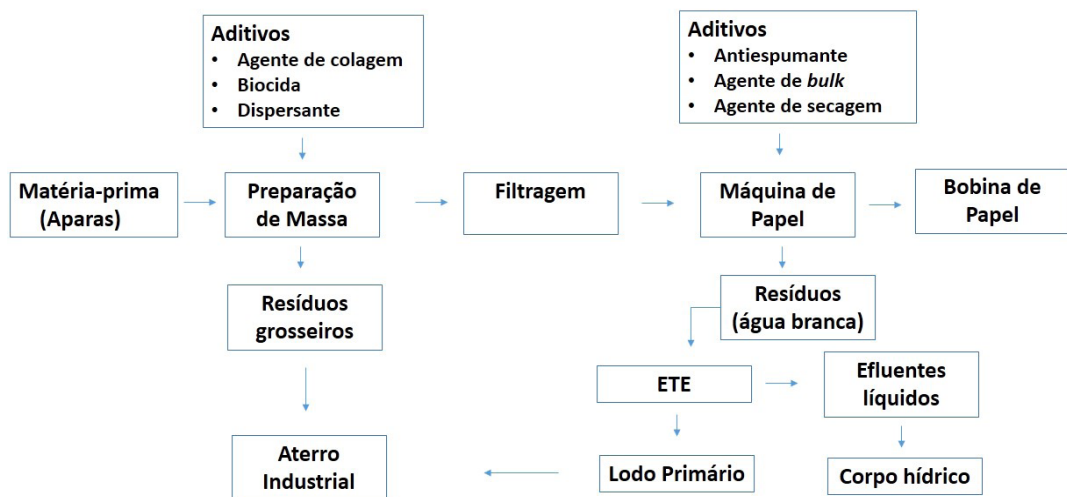 Aditivos
• Agente de colagem
• Biocida
• Dispersante
Aditivos
• Antiespumante
• Agente de bulk
• Agente de secagem
Matéria-prima
(Aparas)
Preparação
de Massa
Filtragem
Máquina de
Papel
Bobina de
Papel
Resíduos
grosseiros
Resíduos
(água branca)
ETE
Efluentes
líquidos
Aterro
Industrial
Lodo Primário
Corpo hídrico